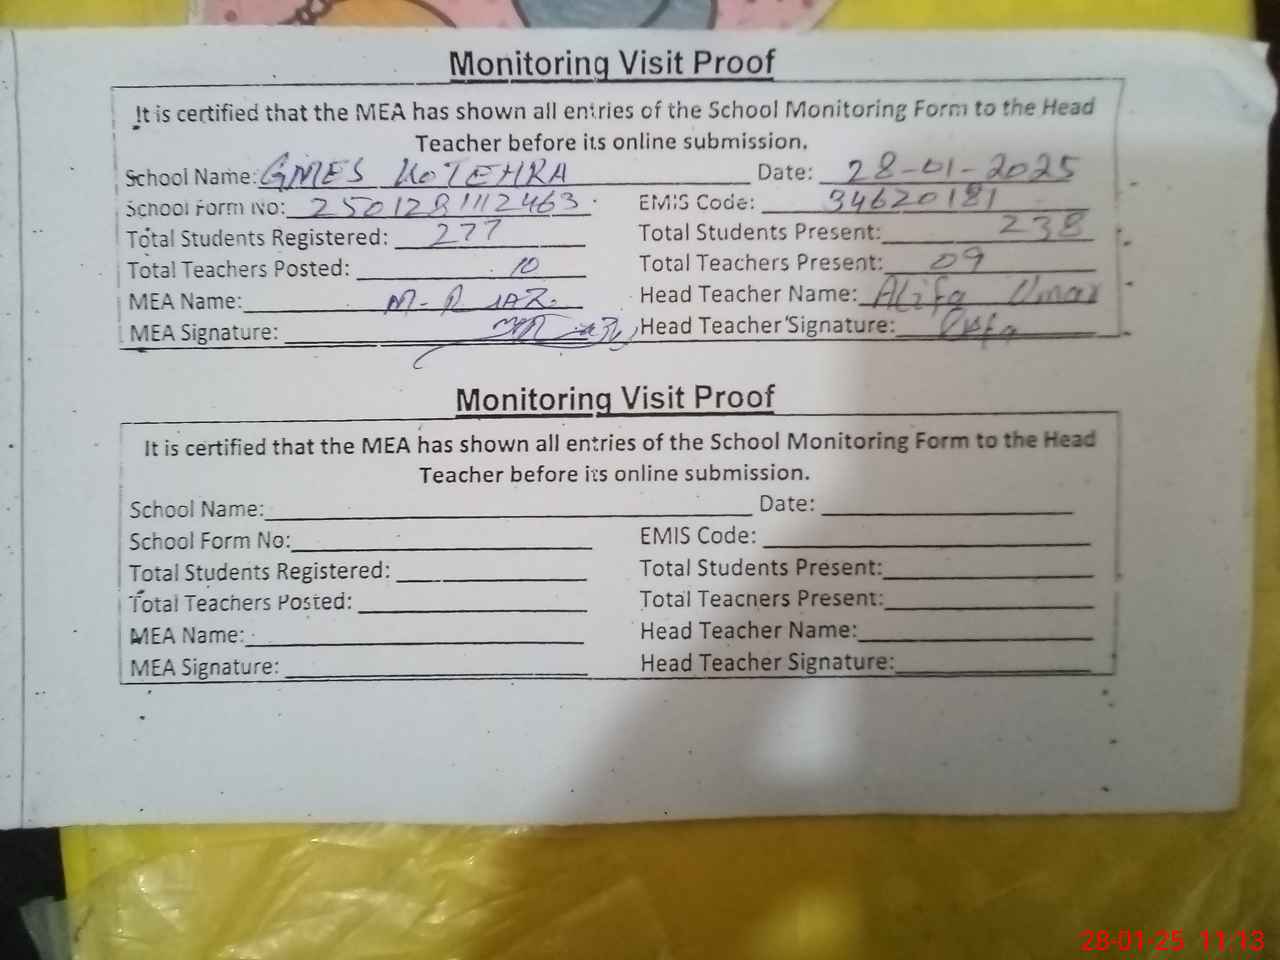 Monitoring Visit Proof
It is certified that the MEA has shown all entries of the School Monitoring Form to the Head
Teacher before its online submission.
School Name: GMES KOTEHRA Date: 28-01-2025
School Form No: 2501281112463 EMIS Code: 34620181
Total Students Registered: 277 Total Students Present: 238
Total Teachers Posted: 10 Total Teachers Present: 09
MEA Name: Head Teacher Name: Umar
MEA Signature: Head Teacher Signature:
Monitoring Visit Proof
It is certified that the MEA has shown all entries of the School Monitoring Form to the Head
Teacher before its online submission.
School Name: Date:
School Form No: EMIS Code:
Total Students Registered: Total Students Present:
Total Teachers Posted: Total Teachers Present:
MEA Name: Head Teacher Name:
MEA Signature: Head Teacher Signature:
28-01-25 11:13